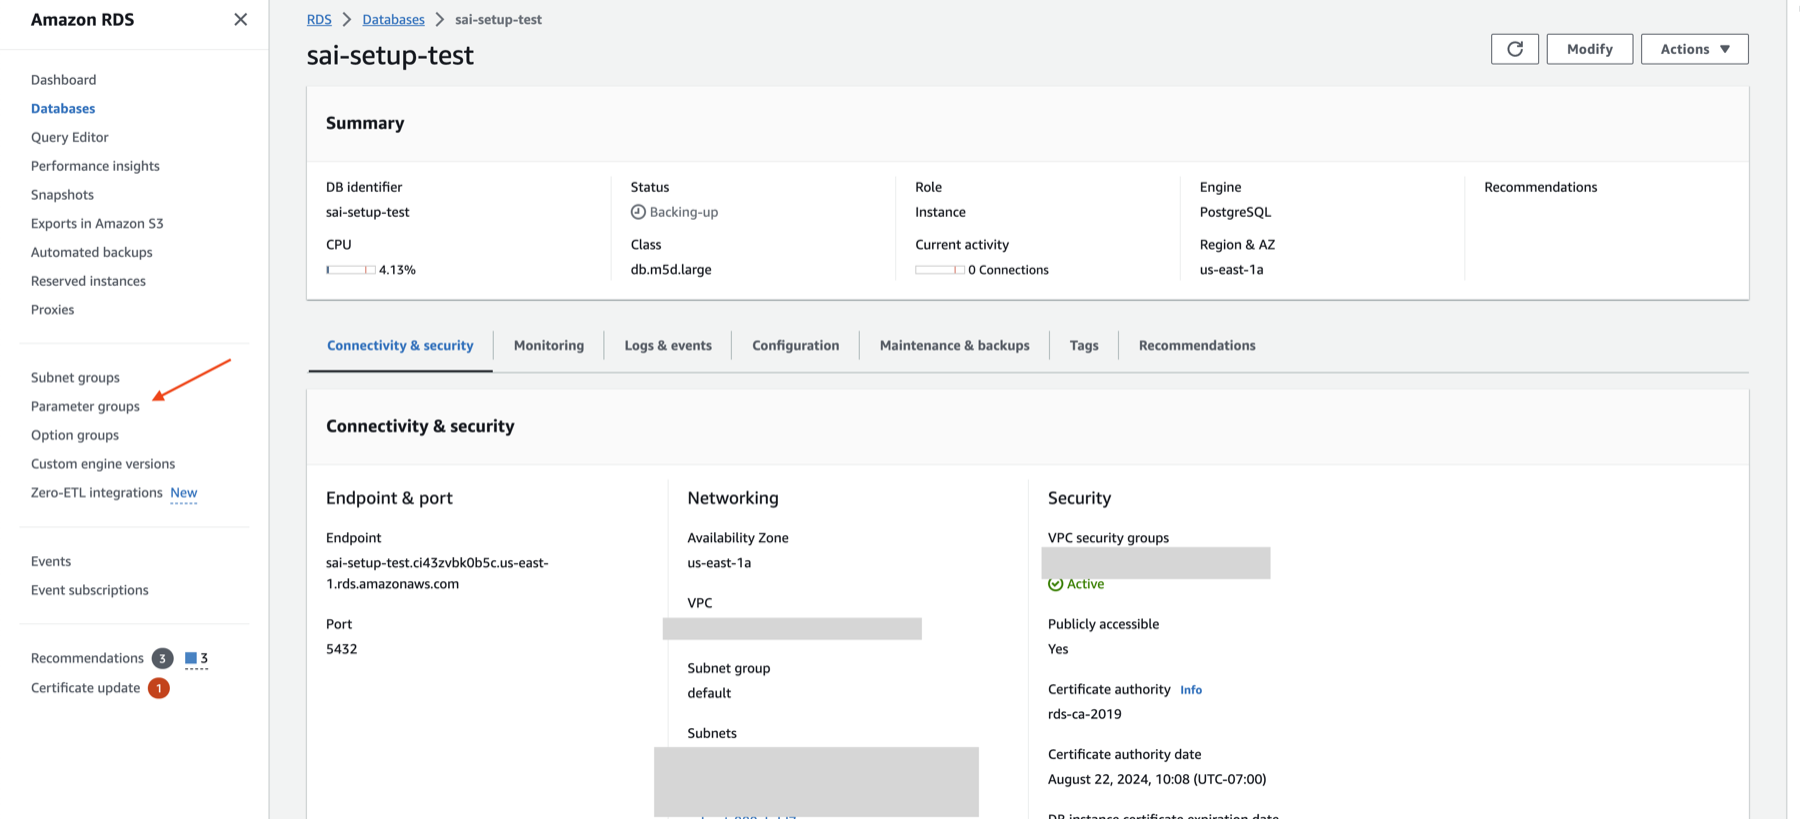 Amazon RDS
Dashboard
Databases
Query Editor
Performance insights
Snapshots
Exports in Amazon S3
Automated backups
Reserved instances
Proxies
Subnet groups
Parameter groups
Option groups
Custom engine versions
Zero-ETL integrations New
Events
Event subscriptions
Recommendations 3 3
Certificate update 1
RDS > Databases > sai-setup-test
sai-setup-test
Modify
Actions
Summary
DB identifier
sai-setup-test
CPU
4.13%
Status
Backing-up
Class
db.m5d.large
Role
Instance
Current activity
0 Connections
Engine
PostgreSQL
Region & AZ
us-east-1a
Recommendations
Connectivity & security
Monitoring
Logs & events
Configuration
Maintenance & backups
Tags
Recommendations
Connectivity & security
Endpoint & port
Endpoint
sai-setup-test.ci43zvbk0b5c.us-east-
1.rds.amazonaws.com
Port
5432
Networking
Availability Zone
us-east-1a
VPC
Subnet group
default
Subnets
Security
VPC security groups
Active
Publicly accessible
Yes
Certificate authority Info
rds-ca-2019
Certificate authority date
August 22, 2024, 10:08 (UTC-07:00)
DB instance certificate expiration date